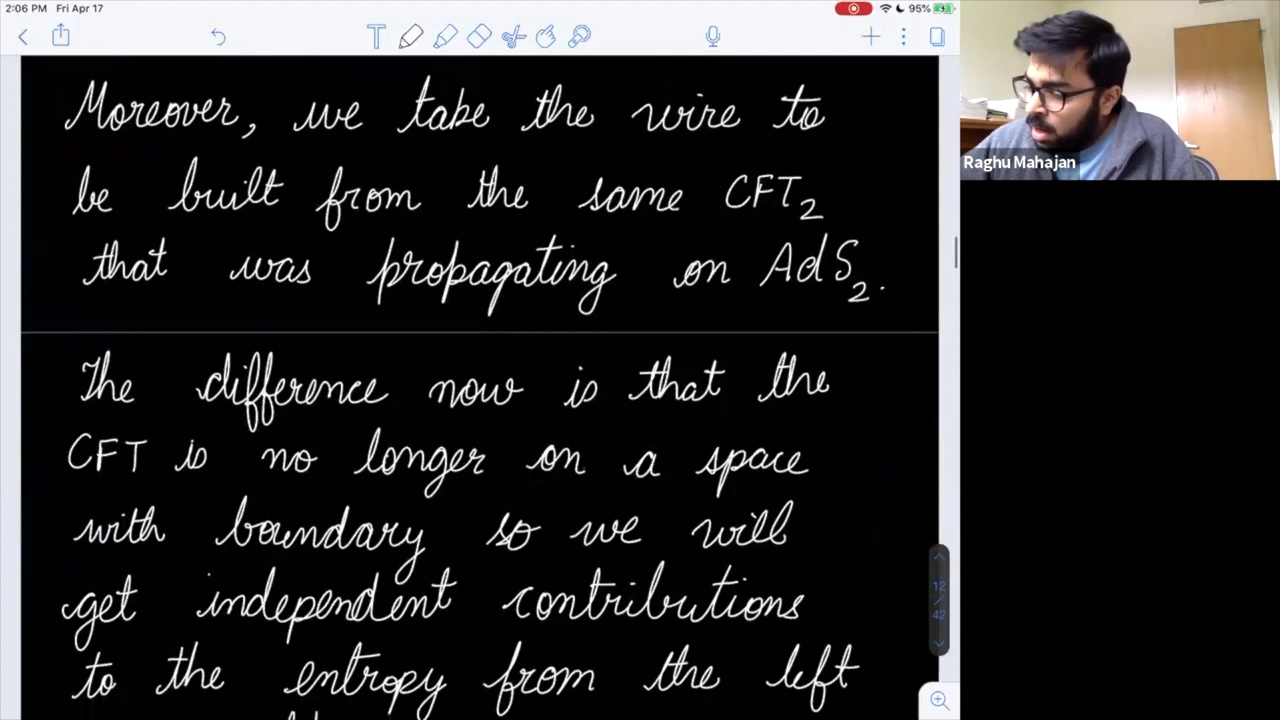 2:06 PM Fri Apr 17
95%
Moreover, we take the wire to
be built from the same CFT₂
that was propagating on AdS₂.
The difference now is that the
CFT is no longer on a space
with boundary so we will
get independent contributions
to the entropy from the left
12
/
42
Raghu Mahajan